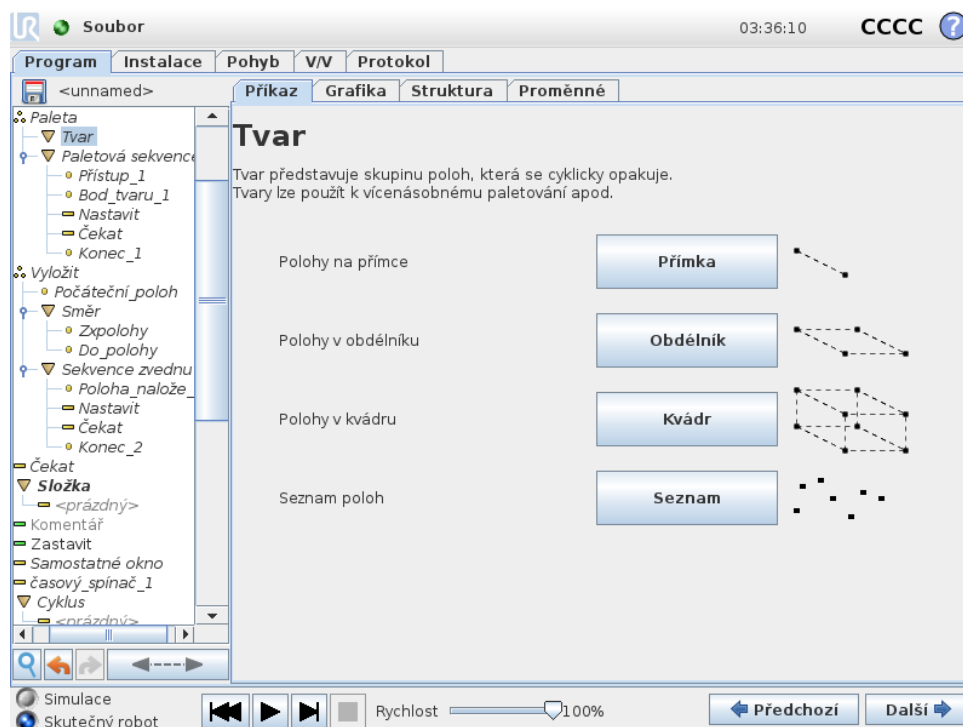 UR Soubor 03:36:10 CCCC ?
Program Instalace Pohyb V/V Protokol
<unnamed> Příkaz Grafika Struktura Proměnné
Paleta
Tvar
Paletová sekvence
Přístup_1
Bod_tvaru_1
Nastavit
Čekat
Konec_1
Vyložit
Počáteční_poloh
Směr
Zxpolohy
Do_polohy
Sekvence zvednu
Poloha_nalože_
Nastavit
Čekat
Konec_2
Čekat
Složka
<prázdný>
Komentář
Zastavit
Samostatné okno
časový_spínač_1
Cyklus
<prázdný>
Tvar
Tvar představuje skupinu poloh, která se cyklicky opakuje.
Tvary lze použít k vícenásobnému paletování apod.
Polohy na přímce Přímka
Polohy v obdélníku Obdélník
Polohy v kvádru Kvádr
Seznam poloh Seznam
Simulace
Skutečný robot
Rychlost 100% Předchozí Další